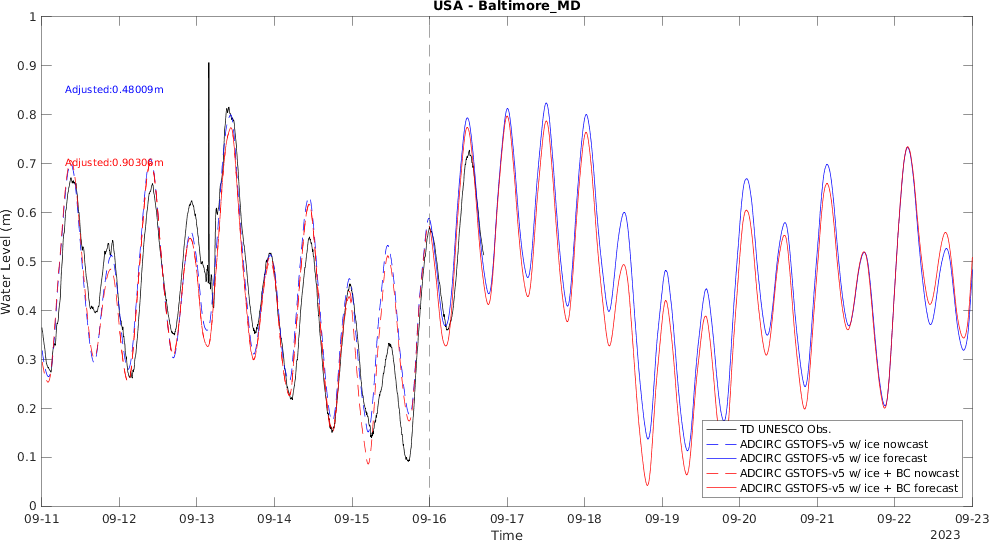 USA - Baltimore_MD
1
0.9
0.8
0.7
0.6
0.5
0.4
0.3
0.2
0.1
0
Water Level (m)
Adjusted:0.48009m
Adjusted:0.90306m
TD UNESCO Obs.
ADCIRC GSTOFS-v5 w/ ice nowcast
ADCIRC GSTOFS-v5 w/ ice forecast
ADCIRC GSTOFS-v5 w/ ice + BC nowcast
ADCIRC GSTOFS-v5 w/ ice + BC forecast
09-11 09-12 09-13 09-14 09-15 09-16 09-17 09-18 09-19 09-20 09-21 09-22 09-23
Time
2023